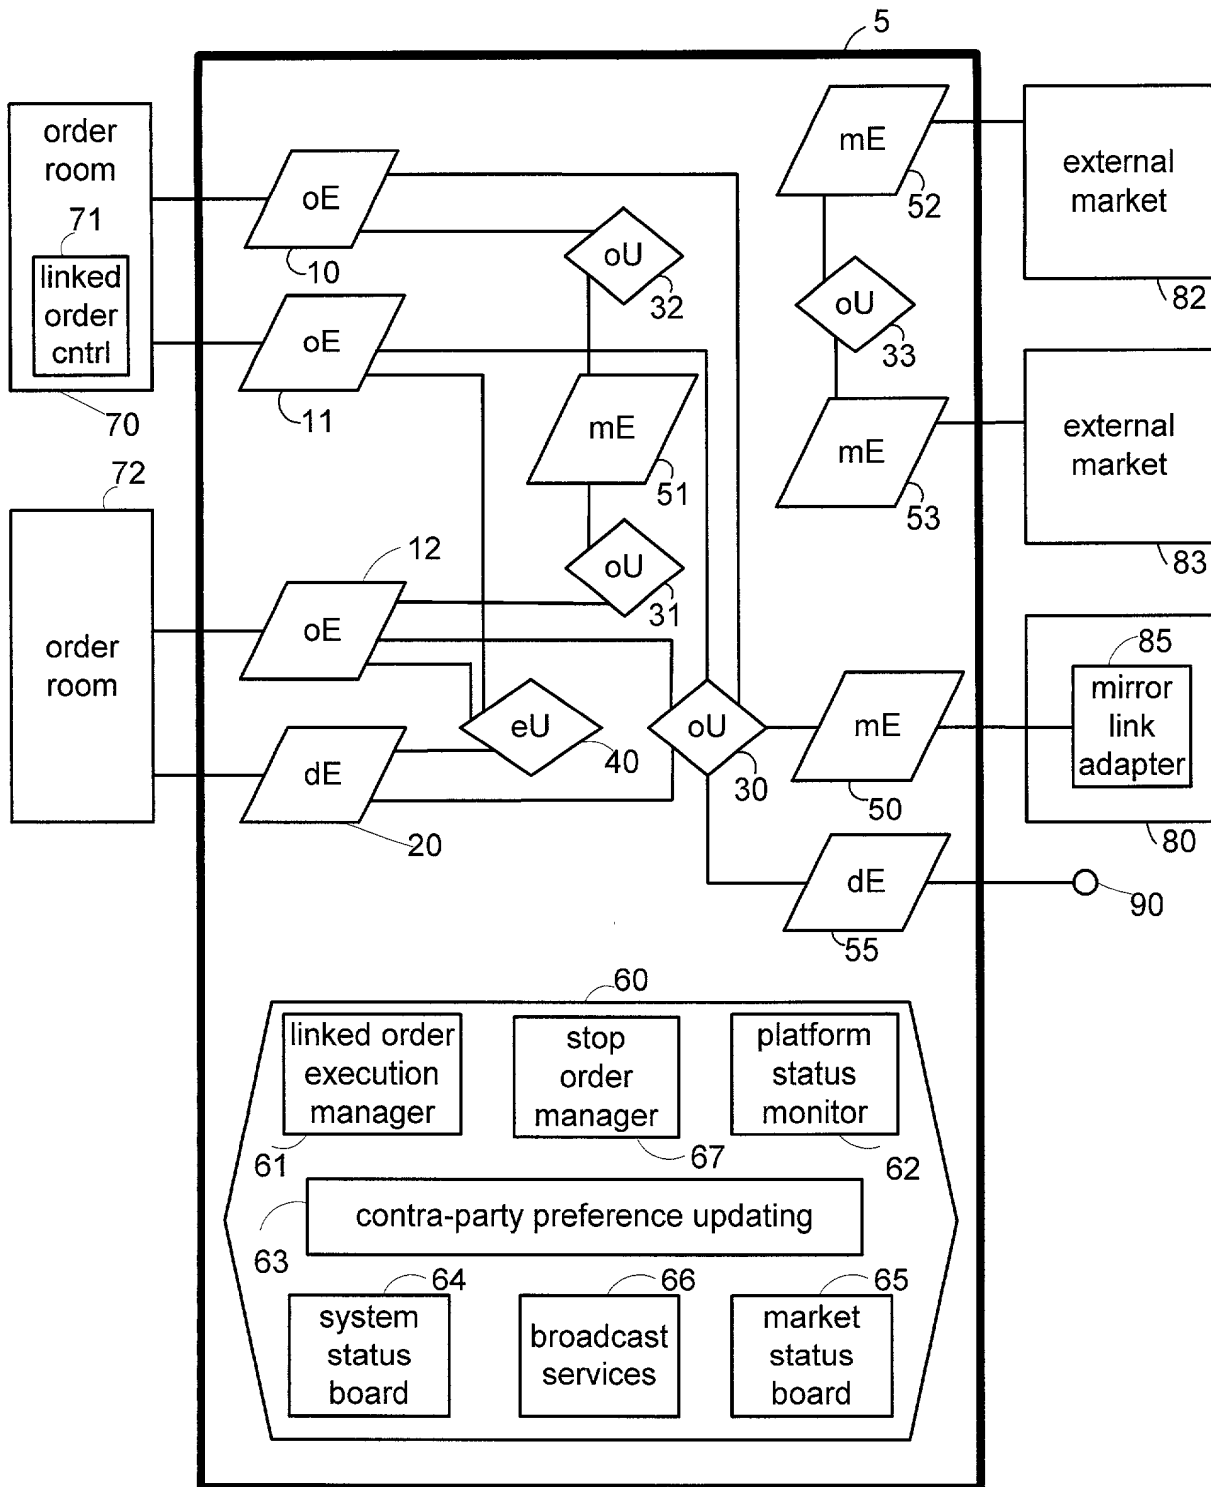 5
order
room
71
linked
order
cntrl
70
oE
10
oE
11
oU
32
mE
51
oU
31
mE
52
oU
33
mE
53
external
market
82
external
market
83
72
order
room
12
oE
dE
20
eU
40
oU
30
mE
50
85
mirror
link
adapter
80
dE
55
90
60
linked order
execution
manager
61
stop
order
manager
67
platform
status
monitor
62
contra-party preference updating
63
64
system
status
board
66
broadcast
services
65
market
status
board